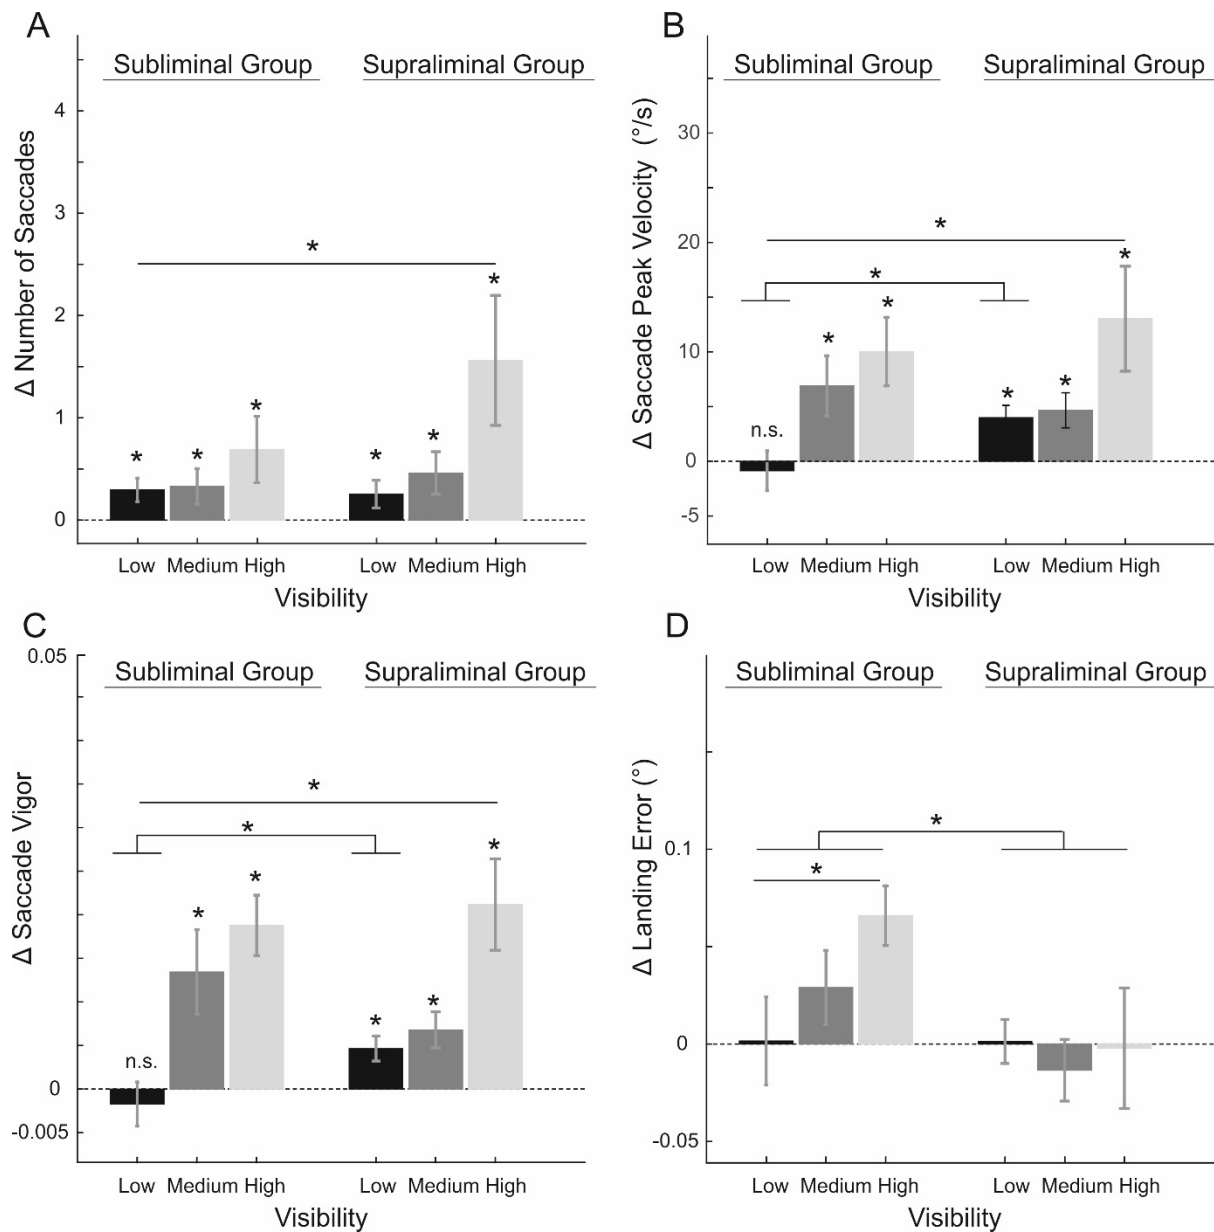 A
Subliminal Group Supraliminal Group
Δ Number of Saccades
4
3
2
1
0
*
* * *
* * *
Low Medium High Low Medium High
Visibility
B
Subliminal Group Supraliminal Group
Δ Saccade Peak Velocity (°/s)
30
20
10
0
-5
*
*
n.s. * *
* * *
Low Medium High Low Medium High
Visibility
C
Subliminal Group Supraliminal Group
Δ Saccade Vigor
0.05
0
-0.005
*
*
n.s. * *
* * *
Low Medium High Low Medium High
Visibility
D
Subliminal Group Supraliminal Group
Δ Landing Error (°)
0.1
0
-0.05
*
*
Low Medium High Low Medium High
Visibility